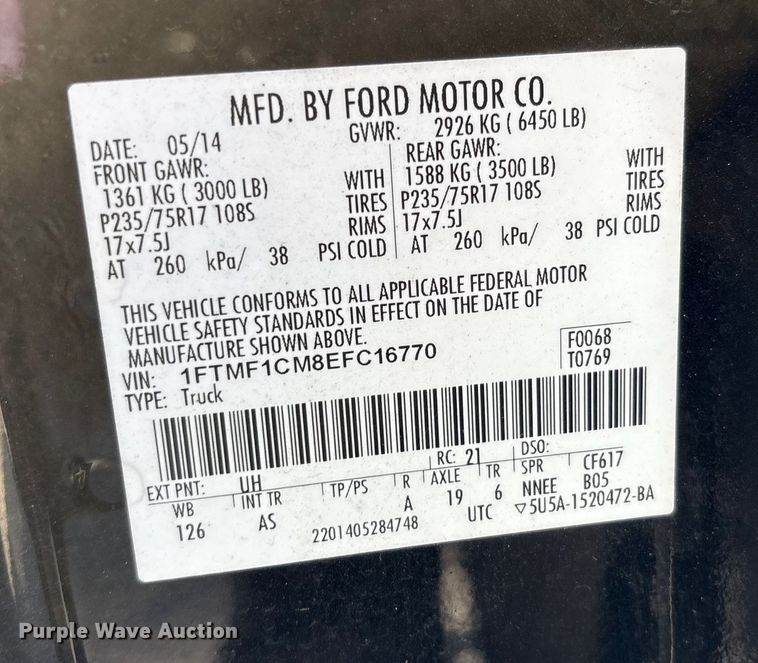 MFD. BY FORD MOTOR CO.
DATE: 05/14 GVWR: 2926 KG ( 6450 LB)
FRONT GAWR: REAR GAWR:
1361 KG ( 3000 LB) WITH 1588 KG ( 3500 LB) WITH
P235/75R17 108S TIRES P235/75R17 108S TIRES
17x7.5J RIMS 17x7.5J RIMS
AT 260 kPa/ 38 PSI COLD AT 260 kPa/ 38 PSI COLD
THIS VEHICLE CONFORMS TO ALL APPLICABLE FEDERAL MOTOR
VEHICLE SAFETY STANDARDS IN EFFECT ON THE DATE OF
MANUFACTURE SHOWN ABOVE.
VIN: 1FTMF1CM8EFC16770 F0068
TYPE: Truck T0769
EXT PNT: UH RC: 21 DSO:
WB INT TR TP/PS R AXLE TR SPR CF617
126 AS A 19 6 NNEE B05
2201405284748 UTC ▽5U5A-1520472-BA
Purple Wave Auction